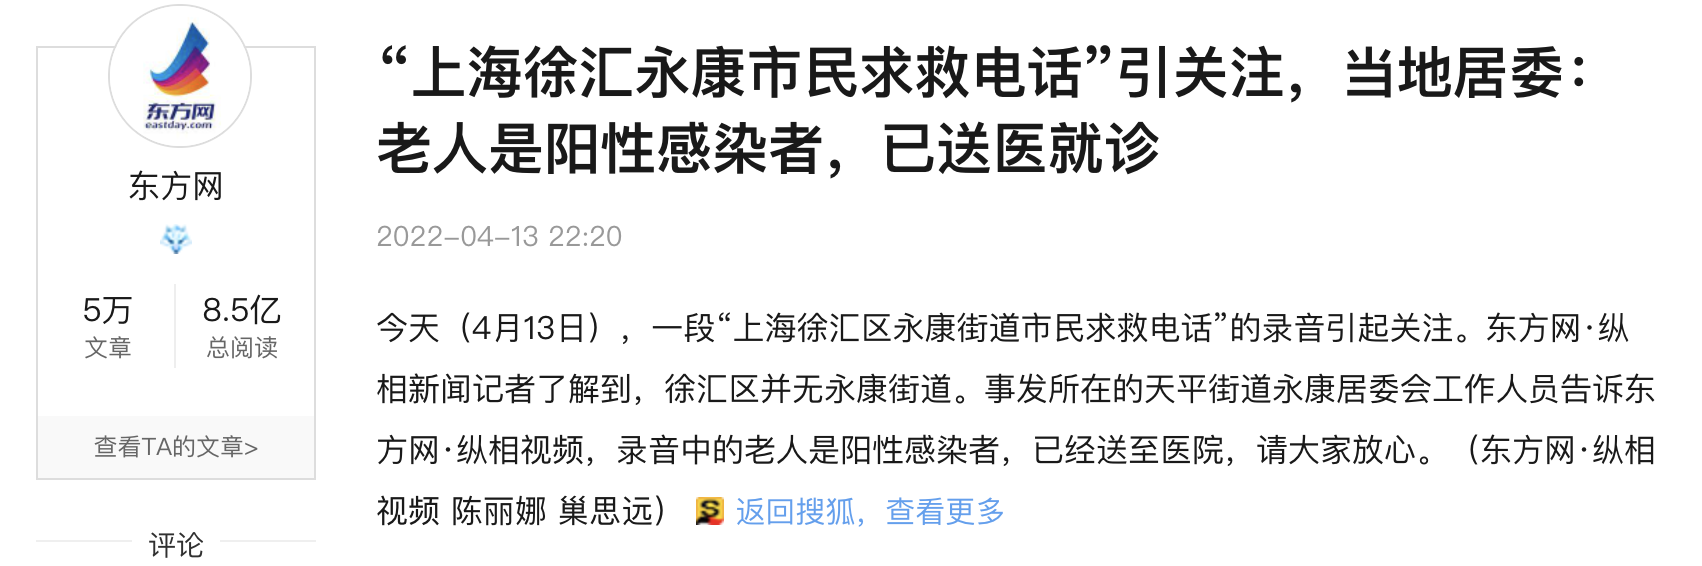 东方网
eastday.com
东方网
5万
文章
8.5亿
总阅读
查看TA的文章>
评论
“上海徐汇永康市民求救电话”引关注，当地居委：
老人是阳性感染者，已送医就诊
2022-04-13 22:20
今天（4月13日），一段“上海徐汇区永康街道市民求救电话”的录音引起关注。东方网·纵
相新闻记者了解到，徐汇区并无永康街道。事发所在的天平街道永康居委会工作人员告诉东
方网·纵相视频，录音中的老人是阳性感染者，已经送至医院，请大家放心。（东方网·纵相
视频 陈丽娜 巢思远） S 返回搜狐，查看更多